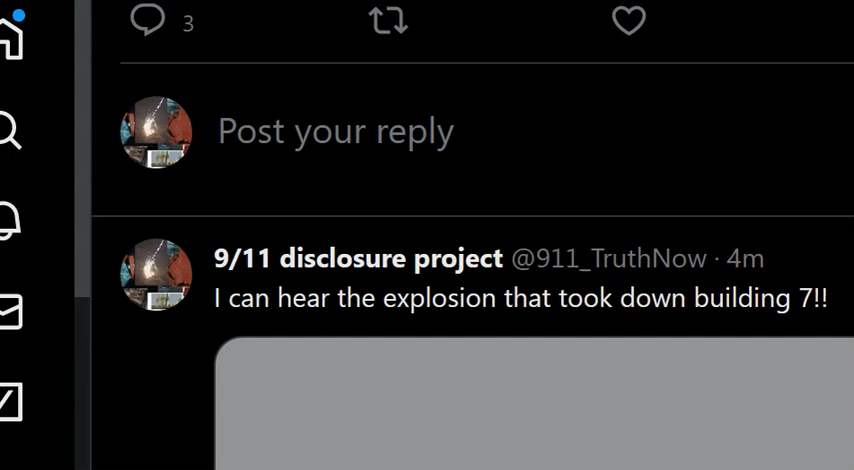 3
Post your reply
9/11 disclosure project @911_TruthNow · 4m
I can hear the explosion that took down building 7!!